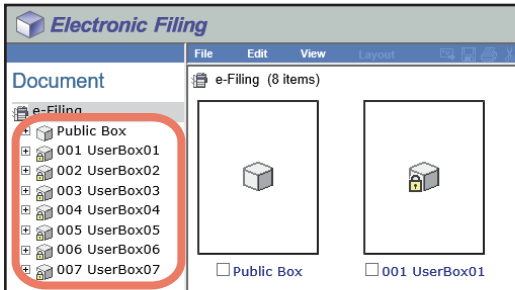 Electronic Filing
File Edit View Layout
Document
e-Filing (8 items)
e-Filing
Public Box
001 UserBox01
002 UserBox02
003 UserBox03
004 UserBox04
005 UserBox05
006 UserBox06
007 UserBox07
Public Box
001 UserBox01